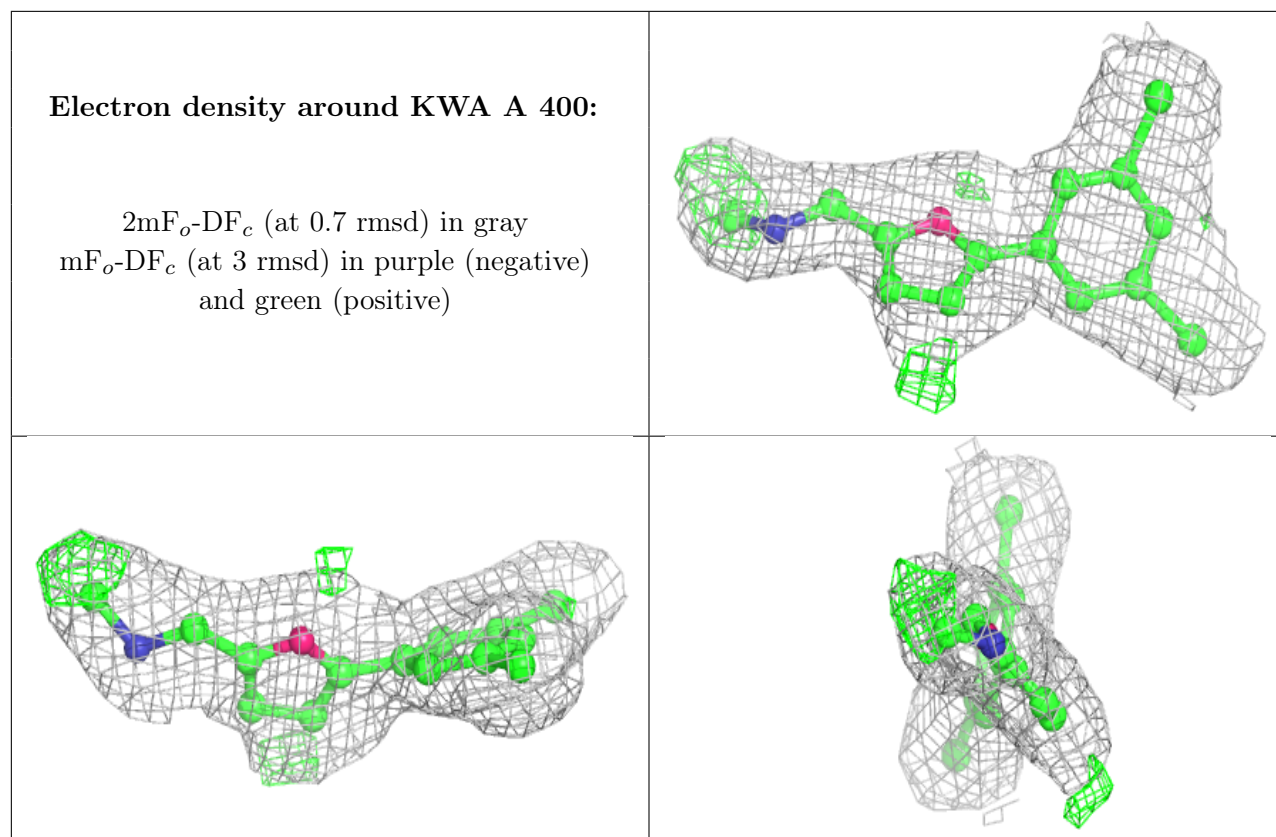 Electron density around KWA A 400:
2mFo-DFc (at 0.7 rmsd) in gray
mFo-DFc (at 3 rmsd) in purple (negative)
and green (positive)